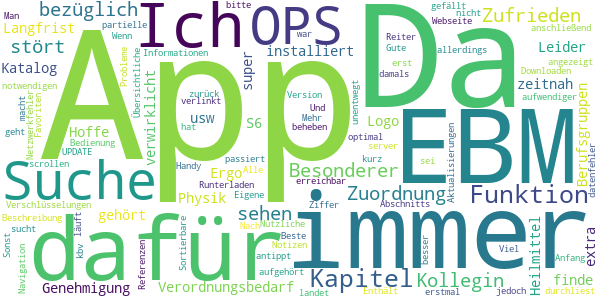 Man
partielle
bitte
bezüglich
Ich
OPS
Da
gefällt
nicht
Zufrieden
Langfrist
Wenn
war
Reiter
Webseite
anschließend
stört
installiert
Gute
allerdings
Leider
Katalog
Informationen
super
erst
damals
zeitnah
angezeigt
Downloaden
aufwendiger
notwendigen
macht
Netzwerkfehler
Favoriten
Probleme
Übersichtliche
verwirklicht
zurück
verlinkt
Version
Und
Mehr
beheben
unentwegt
App
EBM
Berufsgruppen
usw
hat
S6
optimal
server
Logo
Aktualisierungen
Hoffe
geht
Bedienung
UPDATE
scrollen
Handy
passiert
kurz
sei
datenfehler
Suche
Ergo
Alle
Besonderer
Runterladen
erreichbar
Zuordnung
Funktion
Physik
Eigene
Ziffer
Abschnitts
Verschlüsselungen
Beschreibung
gehört
sehen
immer
extra
dafür
Nach
Nützliche
Notizen
Sonst
sucht
kbv
läuft
Referenzen
Sortierbare
antippt
aufgehört
Beste
besser
Viel
Anfang
Heilmittel
Navigation
Verordnungsbedarf
Kapitel
Kollegin
finde
Genehmigung
landet
Enthält
erstmal
jedoch
durchliest